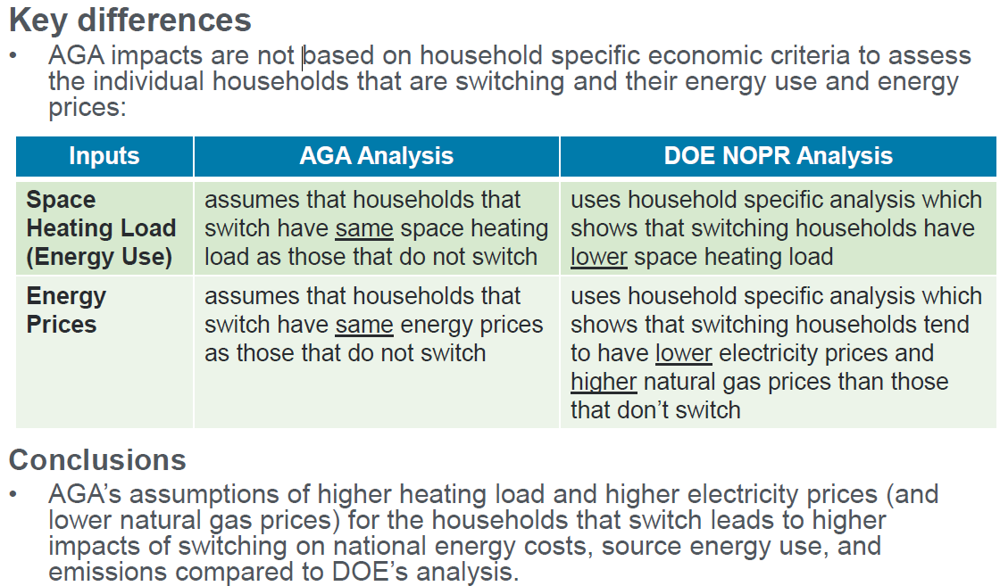 Key differences
• AGA impacts are not based on household specific economic criteria to assess
the individual households that are switching and their energy use and energy
prices:
Inputs AGA Analysis DOE NOPR Analysis
Space
Heating Load
(Energy Use)
assumes that households that
switch have same space heating
load as those that do not switch
uses household specific analysis which
shows that switching households have
lower space heating load
Energy
Prices
assumes that households that
switch have same energy prices
as those that do not switch
uses household specific analysis which
shows that switching households tend
to have lower electricity prices and
higher natural gas prices than those
that don’t switch
Conclusions
• AGA’s assumptions of higher heating load and higher electricity prices (and
lower natural gas prices) for the households that switch leads to higher
impacts of switching on national energy costs, source energy use, and
emissions compared to DOE’s analysis.